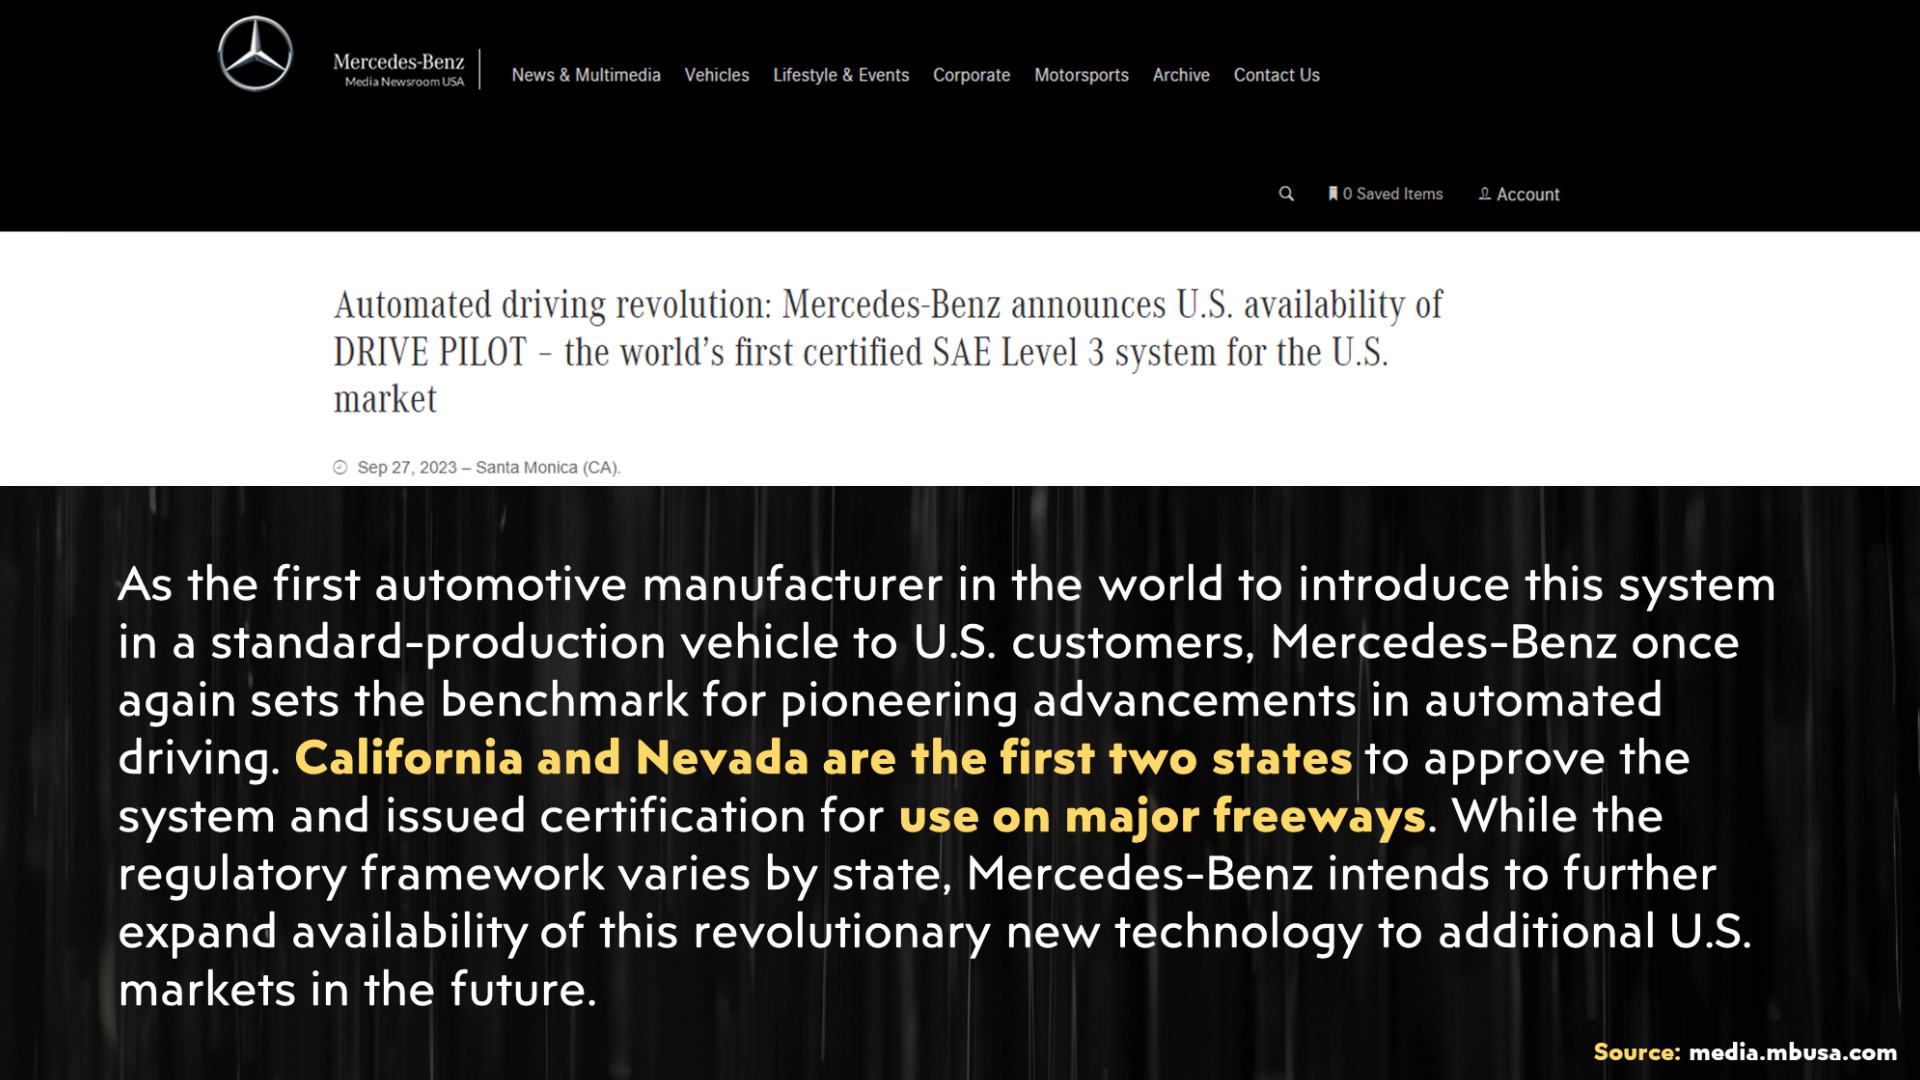 Mercedes-Benz
Media Newsroom USA
News & Multimedia Vehicles Lifestyle & Events Corporate Motorsports Archive Contact Us
0 Saved Items Account
Automated driving revolution: Mercedes-Benz announces U.S. availability of
DRIVE PILOT – the world’s first certified SAE Level 3 system for the U.S.
market
Sep 27, 2023 – Santa Monica (CA).
As the first automotive manufacturer in the world to introduce this system
in a standard-production vehicle to U.S. customers, Mercedes-Benz once
again sets the benchmark for pioneering advancements in automated
driving. California and Nevada are the first two states to approve the
system and issued certification for use on major freeways. While the
regulatory framework varies by state, Mercedes-Benz intends to further
expand availability of this revolutionary new technology to additional U.S.
markets in the future.
Source: media.mbusa.com